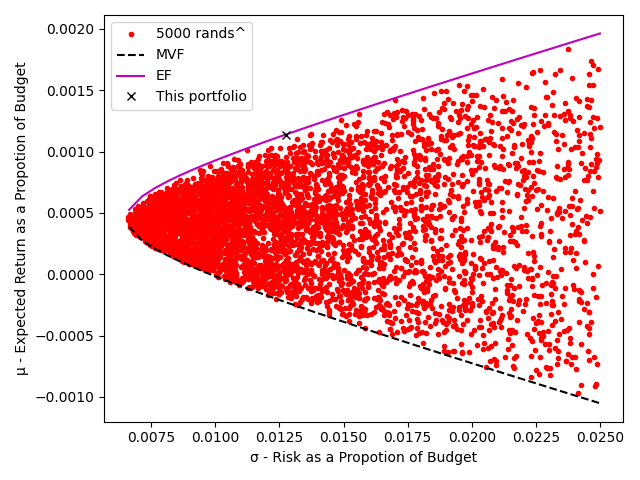 5000 rands^
MVF
EF
This portfolio
0.0020
0.0015
0.0010
0.0005
0.0000
−0.0005
−0.0010
μ - Expected Return as a Propotion of Budget
0.0075 0.0100 0.0125 0.0150 0.0175 0.0200 0.0225 0.0250
σ - Risk as a Propotion of Budget